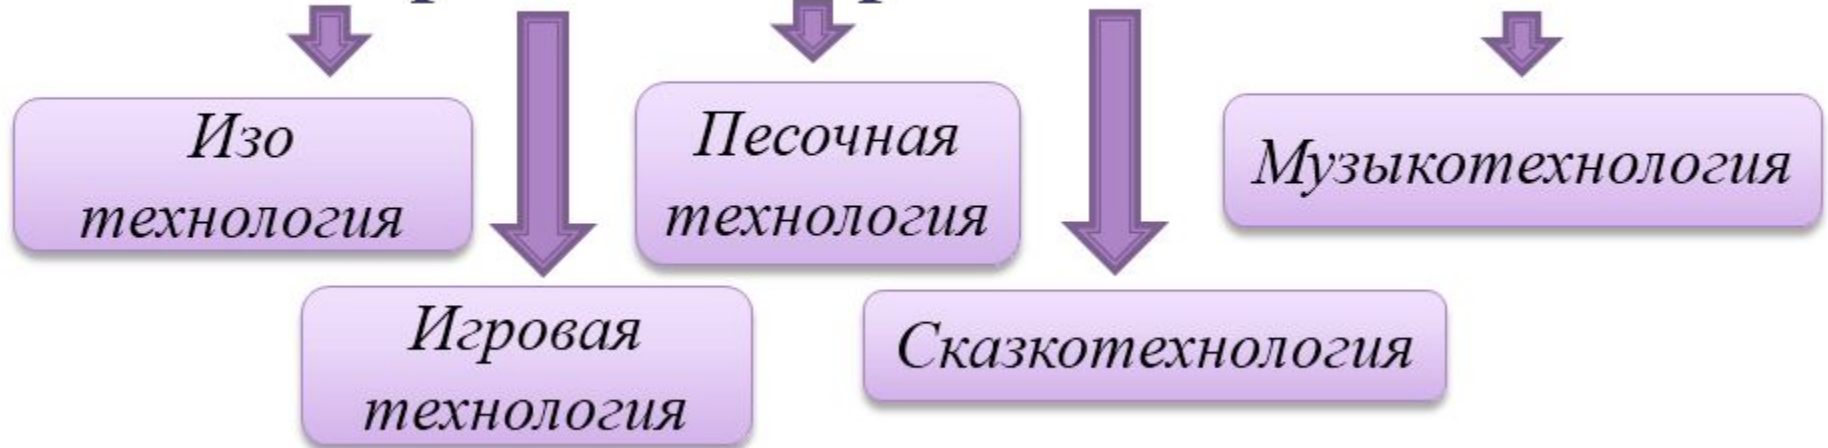 Изо
технология
Песочная
технология
Музыкотехнология
Игровая
технология
Сказкотехнология